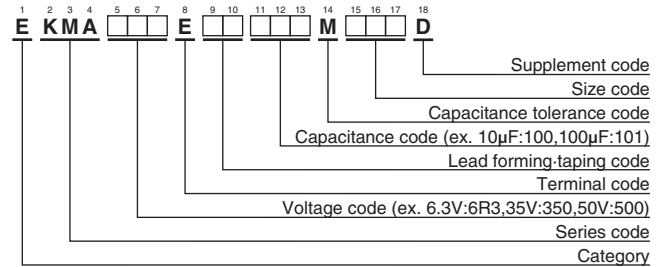 1 2 3 4 5 6 7 8 9 10 11 12 13 14 15 16 17 18
E KMA E M D
Supplement code
Size code
Capacitance tolerance code
Capacitance code (ex. 10μF:100,100μF:101)
Lead forming·taping code
Terminal code
Voltage code (ex. 6.3V:6R3,35V:350,50V:500)
Series code
Category